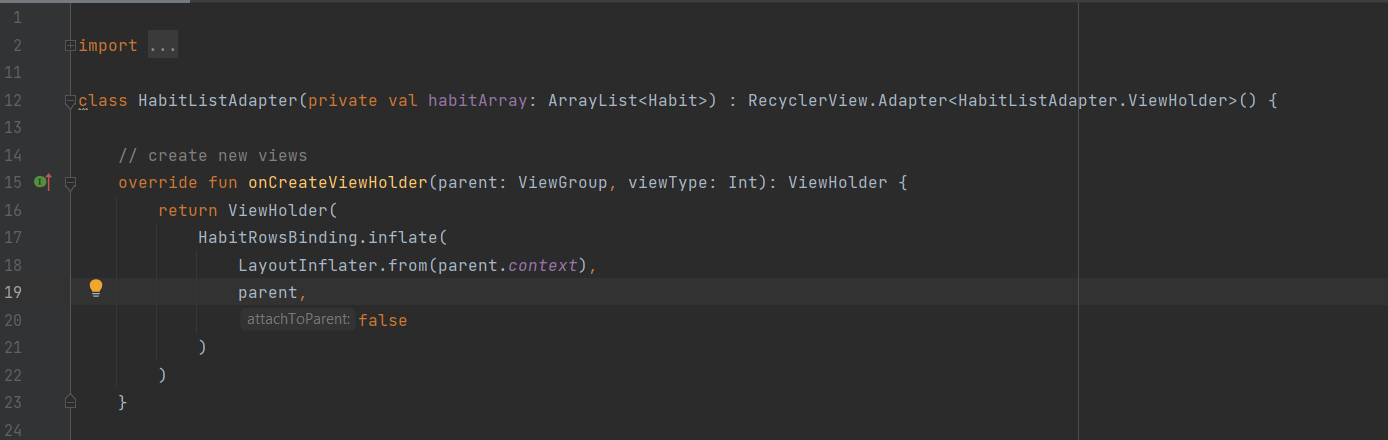 1
2 import ...
11
12 class HabitListAdapter(private val habitArray: ArrayList<Habit>) : RecyclerView.Adapter<HabitListAdapter.ViewHolder>() {
13
14 // create new views
15 override fun onCreateViewHolder(parent: ViewGroup, viewType: Int): ViewHolder {
16 return ViewHolder(
17 HabitRowsBinding.inflate(
18 LayoutInflater.from(parent.context),
19 parent,
20 attachToParent: false
21 )
22 )
23 }
24